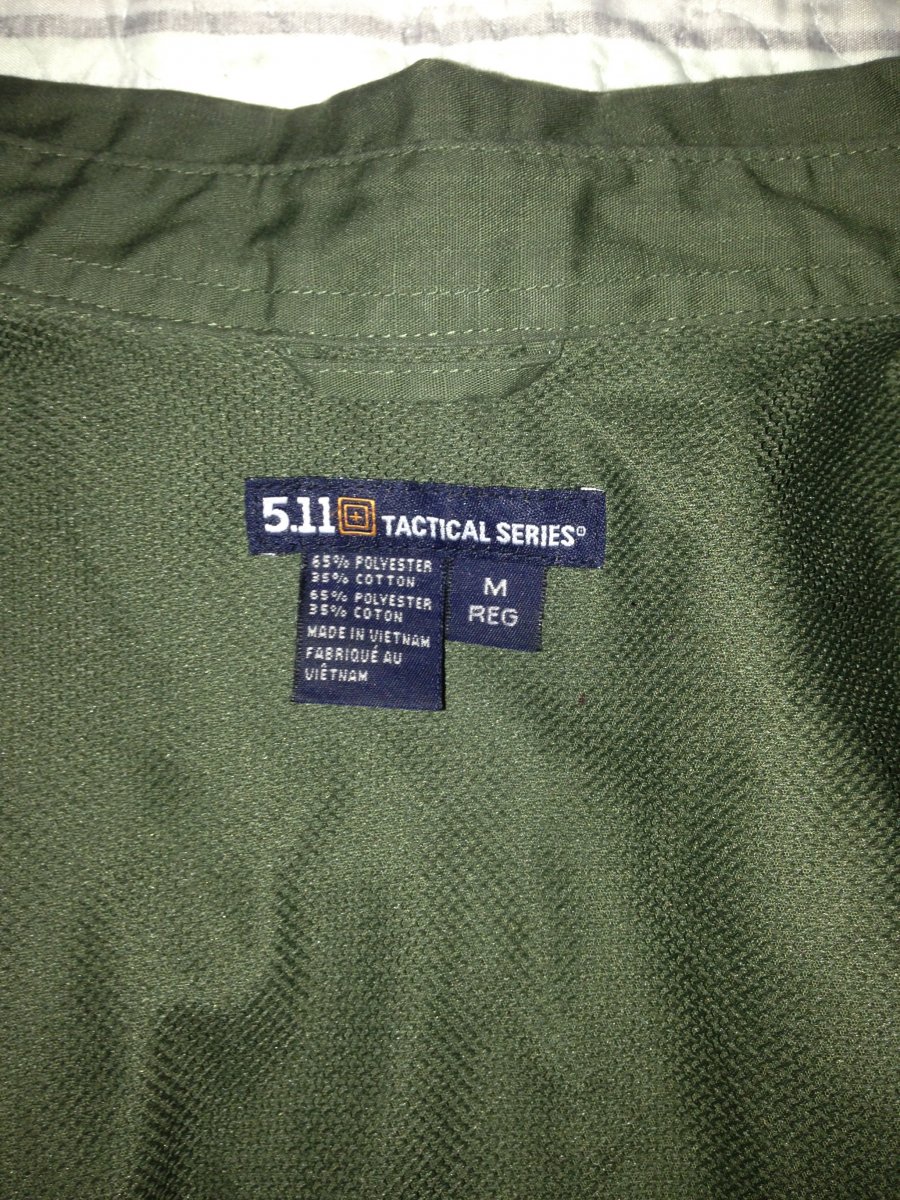 5.11 TACTICAL SERIES®
65% POLYESTER
35% COTTON
65% POLYESTER
35% COTON
MADE IN VIETNAM
FABRIQUÉ AU
VIÊTNAM
M
REG